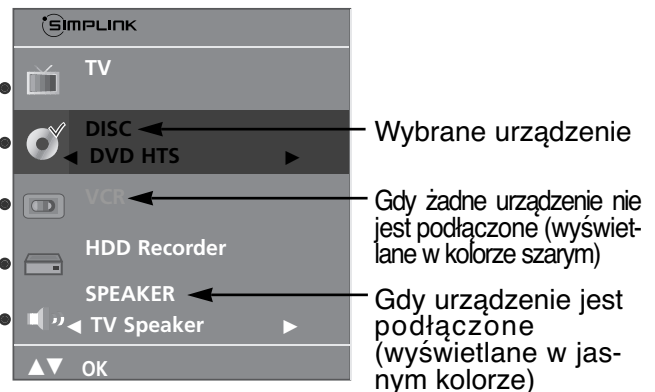 SIMPLINK
TV
DISC
◀ DVD HTS ▶
VCR
HDD Recorder
SPEAKER
◀ TV Speaker ▶
▲▼ OK
Wybrane urządzenie
Gdy żadne urządzenie nie
jest podłączone (wyświet-
lane w kolorze szarym)
Gdy urządzenie jest
podłączone
(wyświetlane w jas-
nym kolorze)